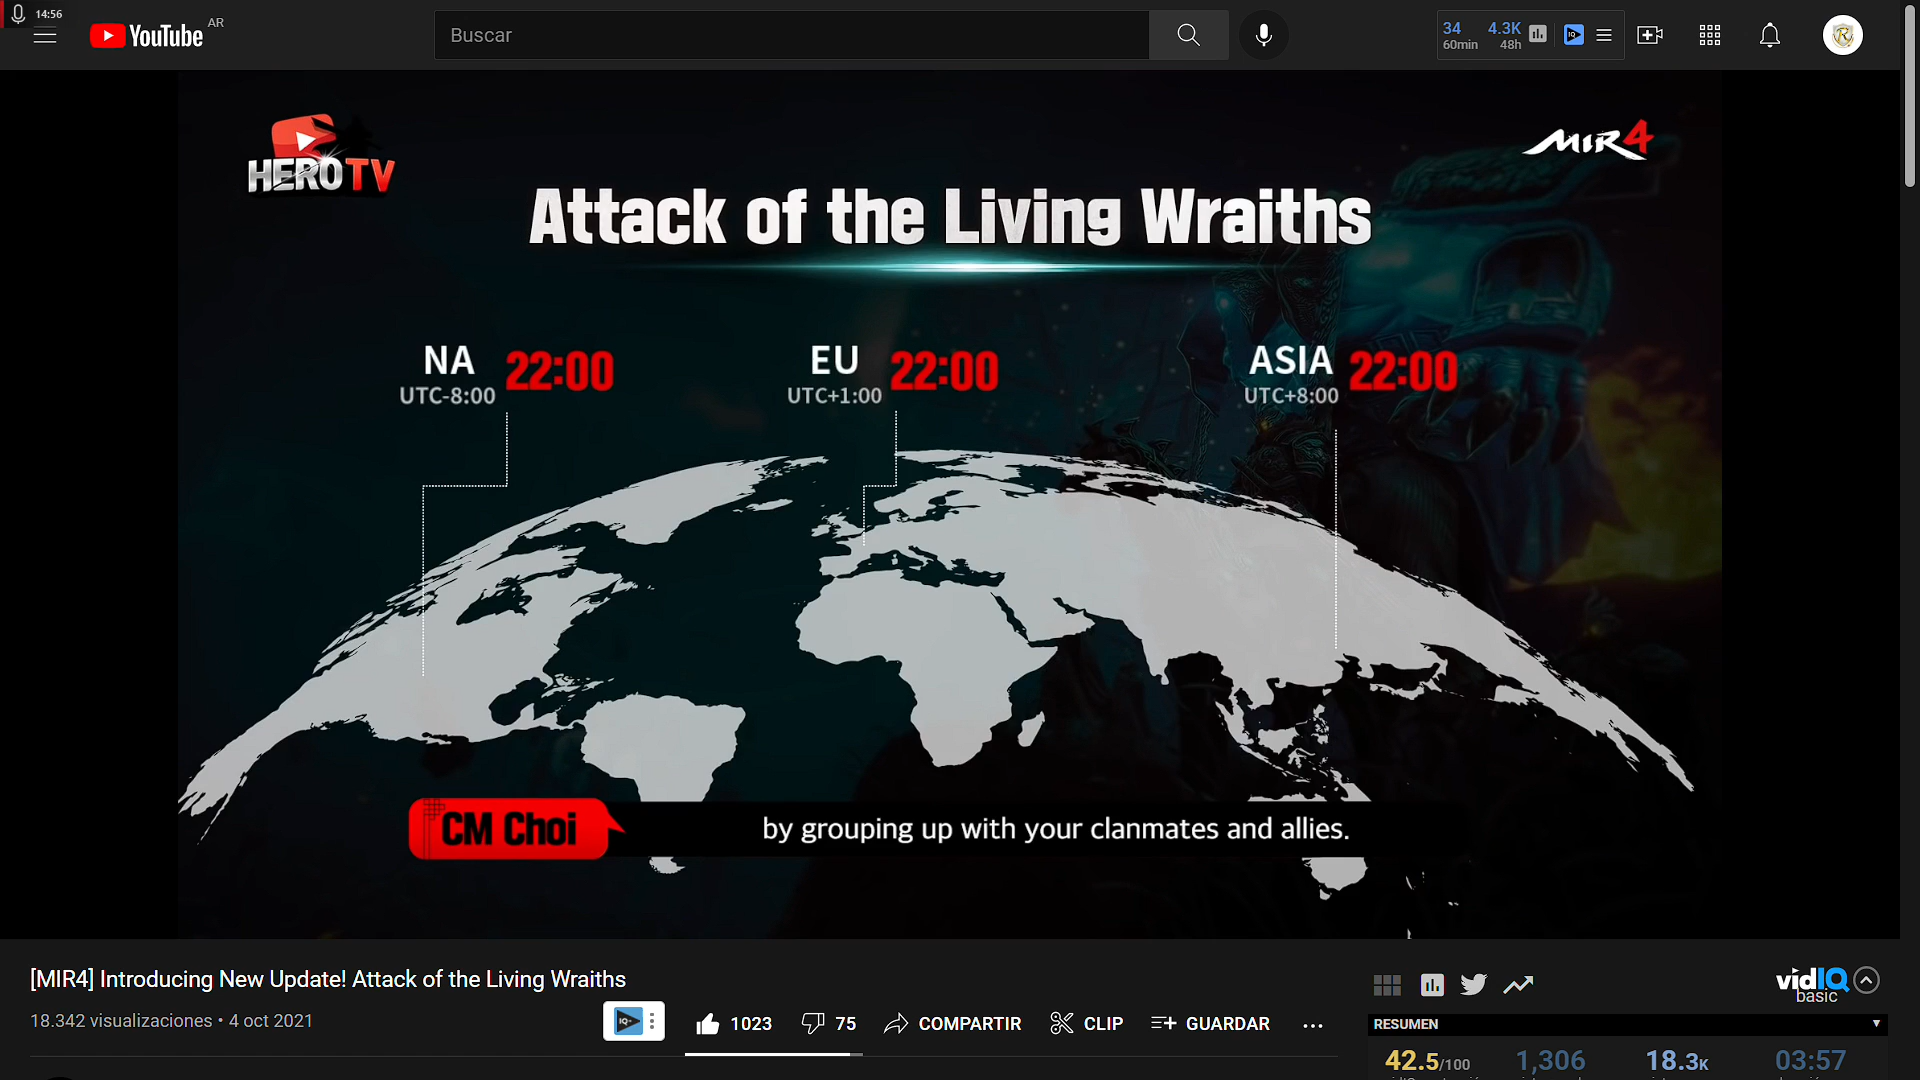 14:56
YouTube
AR
Buscar
34
60min
4.3K
48h
HERO TV
MIR4
Attack of the Living Wraiths
NA
UTC-8:00
22:00
EU
UTC+1:00
22:00
ASIA
UTC+8:00
22:00
CM Choi
by grouping up with your clanmates and allies.
[MIR4] Introducing New Update! Attack of the Living Wraiths
18.342 visualizaciones • 4 oct 2021
IQ
1023
75
COMPARTIR
CLIP
GUARDAR
vidIQ
basic
RESUMEN
42.5/100
1,306
18.3K
03:57